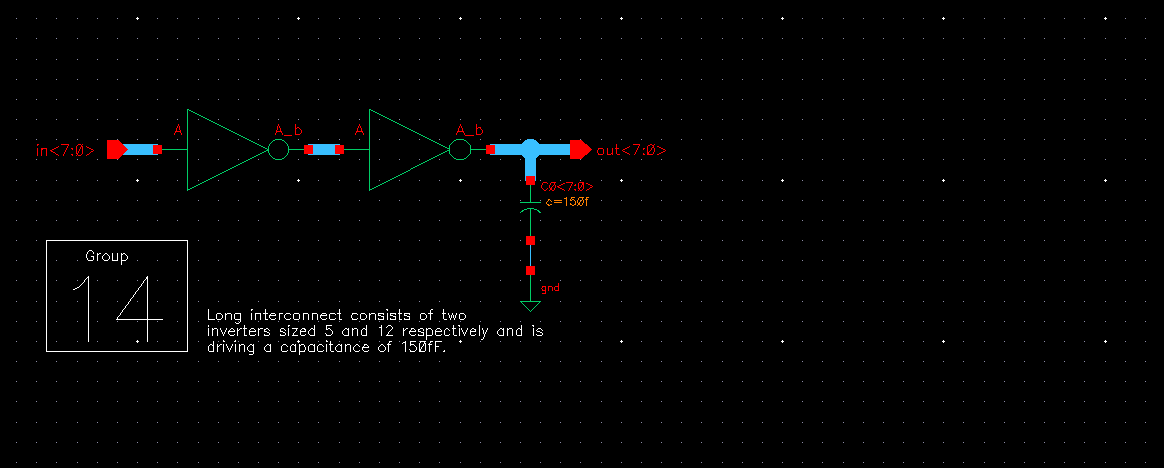 A
A_b
A
A_b
in<7:0>
out<7:0>
C0<7:0>
c=150f
gnd
Group
14
Long interconnect consists of two
inverters sized 5 and 12 respectively and is
driving a capacitance of 150fF.